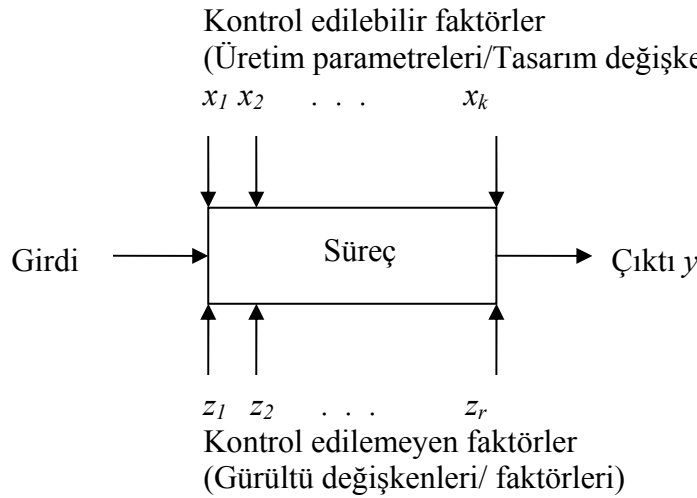 Kontrol edilebilir faktörler
(Üretim parametreleri/Tasarım
x1 x2 . . . xk
Girdi Süreç Çıktı y
z1 z2 . . . zr
Kontrol edilemeyen faktörler
(Gürültü değişkenleri/ faktörleri)